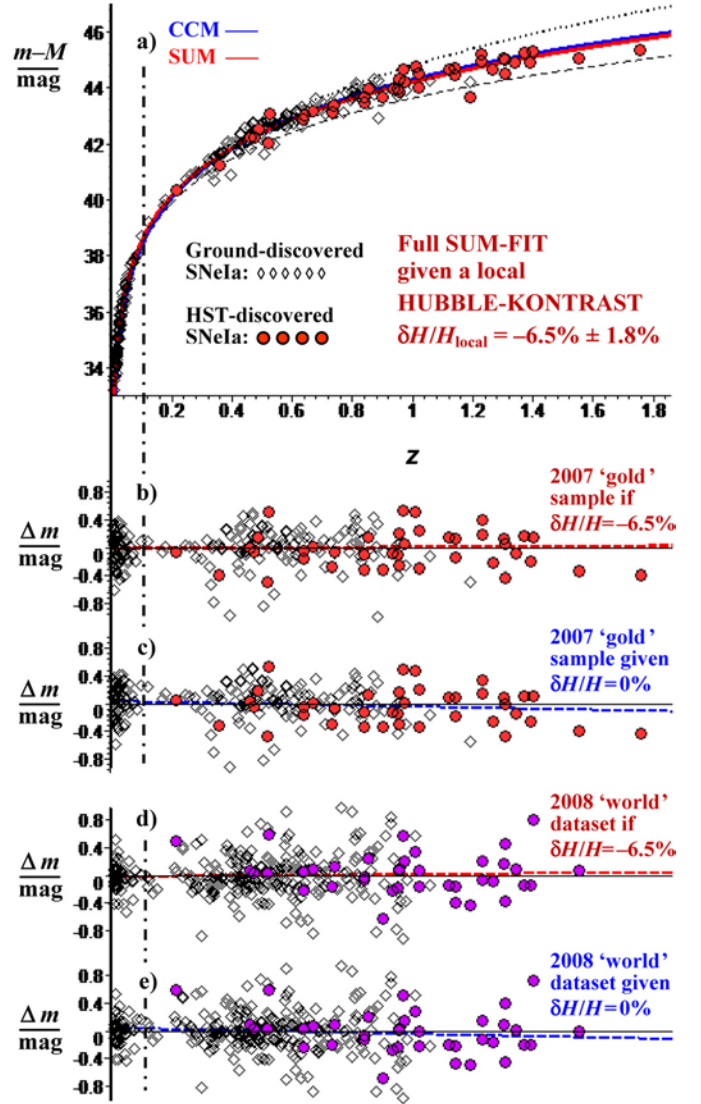 m–M
mag
a)
CCM
SUM
46
44
42
40
38
36
34
Ground-discovered
SNeIa:
HST-discovered
SNeIa:
Full SUM-FIT
given a local
HUBBLE-KONTRAST
δH/Hlocal = –6.5% ± 1.8%
0.2 0.4 0.6 0.8 1 1.2 1.4 1.6 1.8
z
b)
2007 ‘gold’
sample if
δH/H=–6.5%
Δ m
mag
0.8
0.4
0
-0.4
-0.8
c)
2007 ‘gold’
sample given
δH/H=0%
Δ m
mag
0.8
0.4
0
-0.4
-0.8
d)
2008 ‘world’
dataset if
δH/H=–6.5%
Δ m
mag
0.8
0.4
0
-0.4
-0.8
e)
2008 ‘world’
dataset given
δH/H=0%
Δ m
mag
0.8
0.4
0
-0.4
-0.8